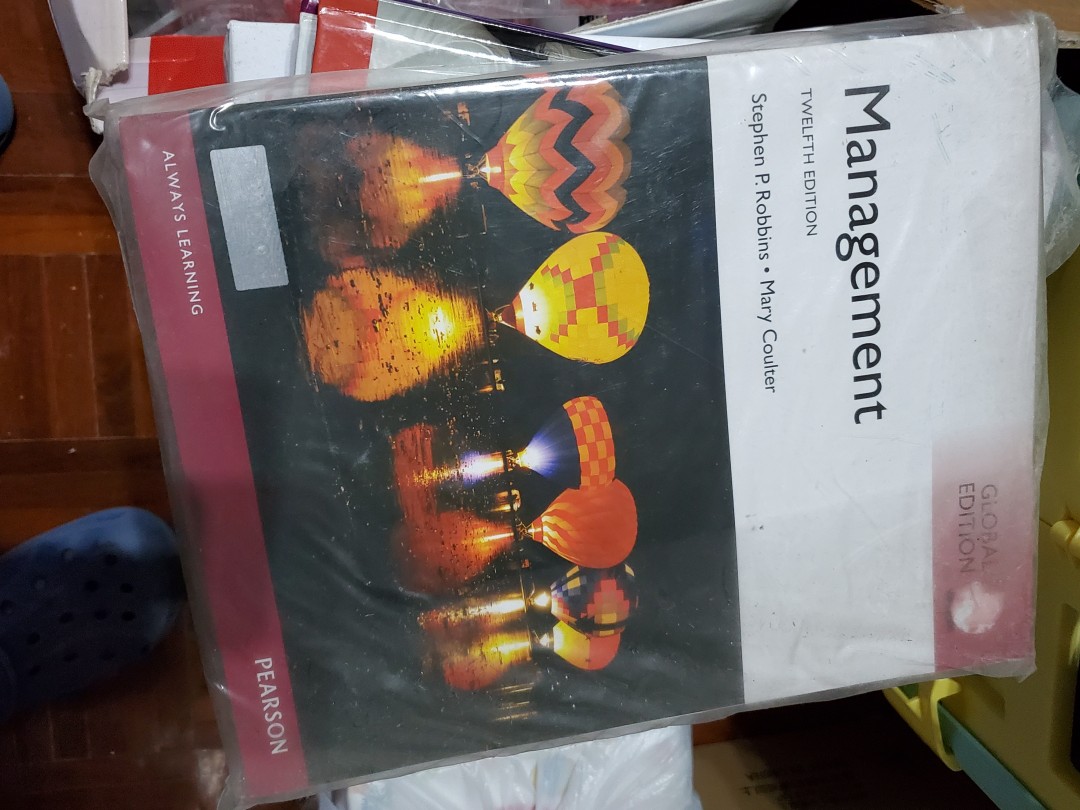 GLOBAL
EDITION
Management
TWELFTH EDITION
Stephen P. Robbins • Mary Coulter
ALWAYS LEARNING
PEARSON